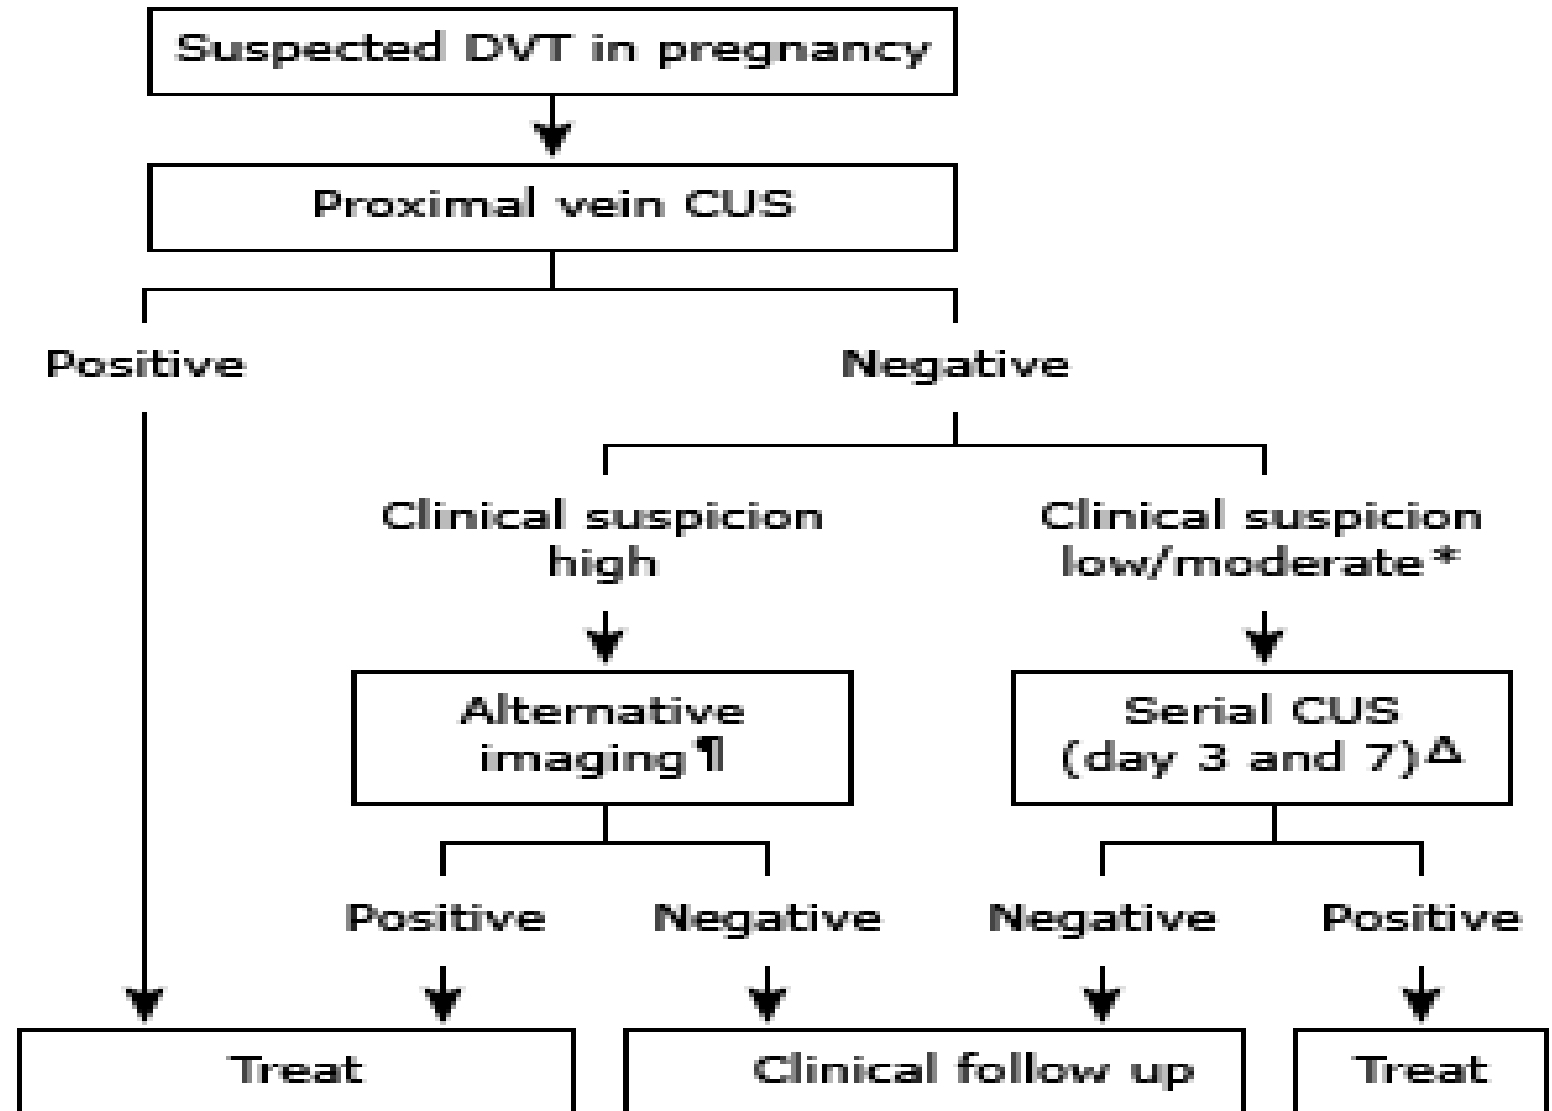 Suspected DVT in pregnancy
Proximal vein CUS
Positive
Negative
Clinical suspicion
high
Clinical suspicion
low/moderate*
Alternative
imaging¶
Serial CUS
(day 3 and 7)Δ
Positive
Negative
Negative
Positive
Treat
Clinical follow up
Treat